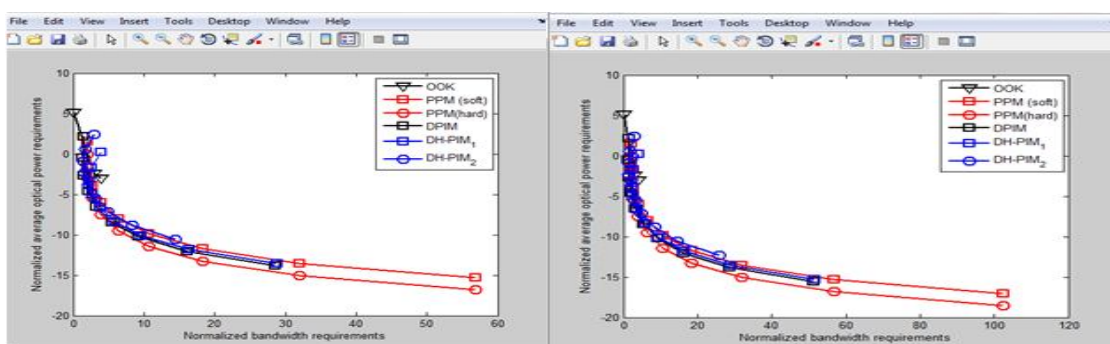 File Edit View Insert Tools Desktop Window Help
10
5
0
-5
-10
-15
-20
Normalized average optical power requirements
OOK
PPM (soft)
PPM(hard)
DPIM
DH-PIM1
DH-PIM2
0 10 20 30 40 50 60
Normalized bandwidth requirements
File Edit View Insert Tools Desktop Window Help
10
5
0
-5
-10
-15
-20
Normalized average optical power requirements
OOK
PPM (soft)
PPM(hard)
DPIM
DH-PIM1
DH-PIM2
0 20 40 60 80 100 120
Normalized bandwidth requirements